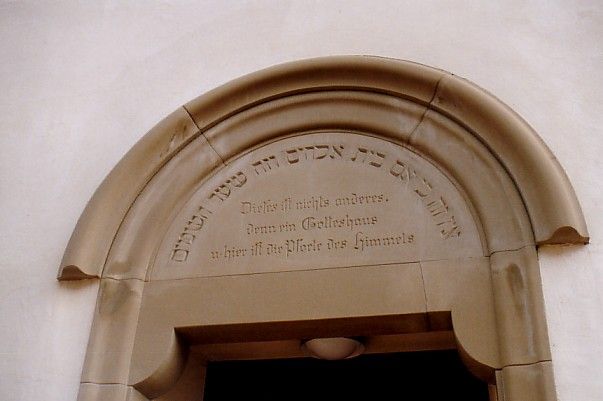 אין זה כי אם בית אלהים וזה שער השמים
Dieses ist nichts anderes,
denn ein Gotteshaus
u. hier ist die Pforte des Himmels